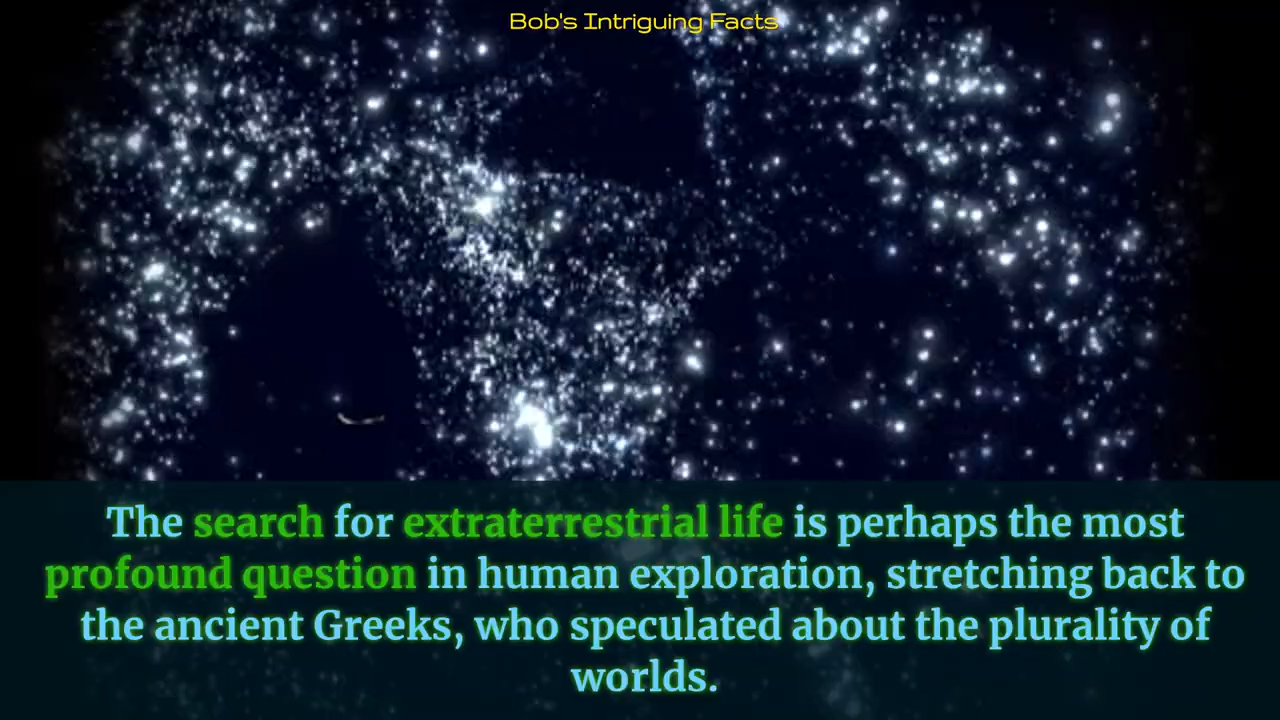 Bob's Intriguing Facts
The search for extraterrestrial life is perhaps the most
profound question in human exploration, stretching back to
the ancient Greeks, who speculated about the plurality of
worlds.